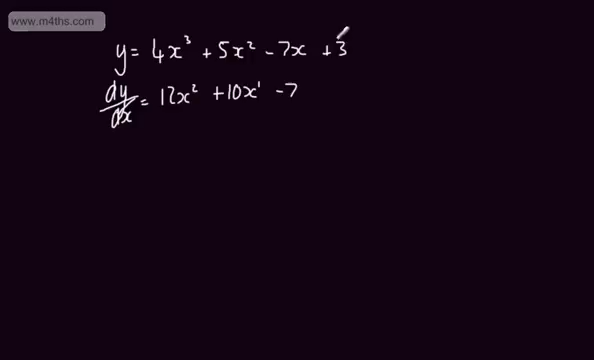 www.m4ths.com
y = 4x³ + 5x² - 7x + 3
dy/dx = 12x² + 10x¹ - 7